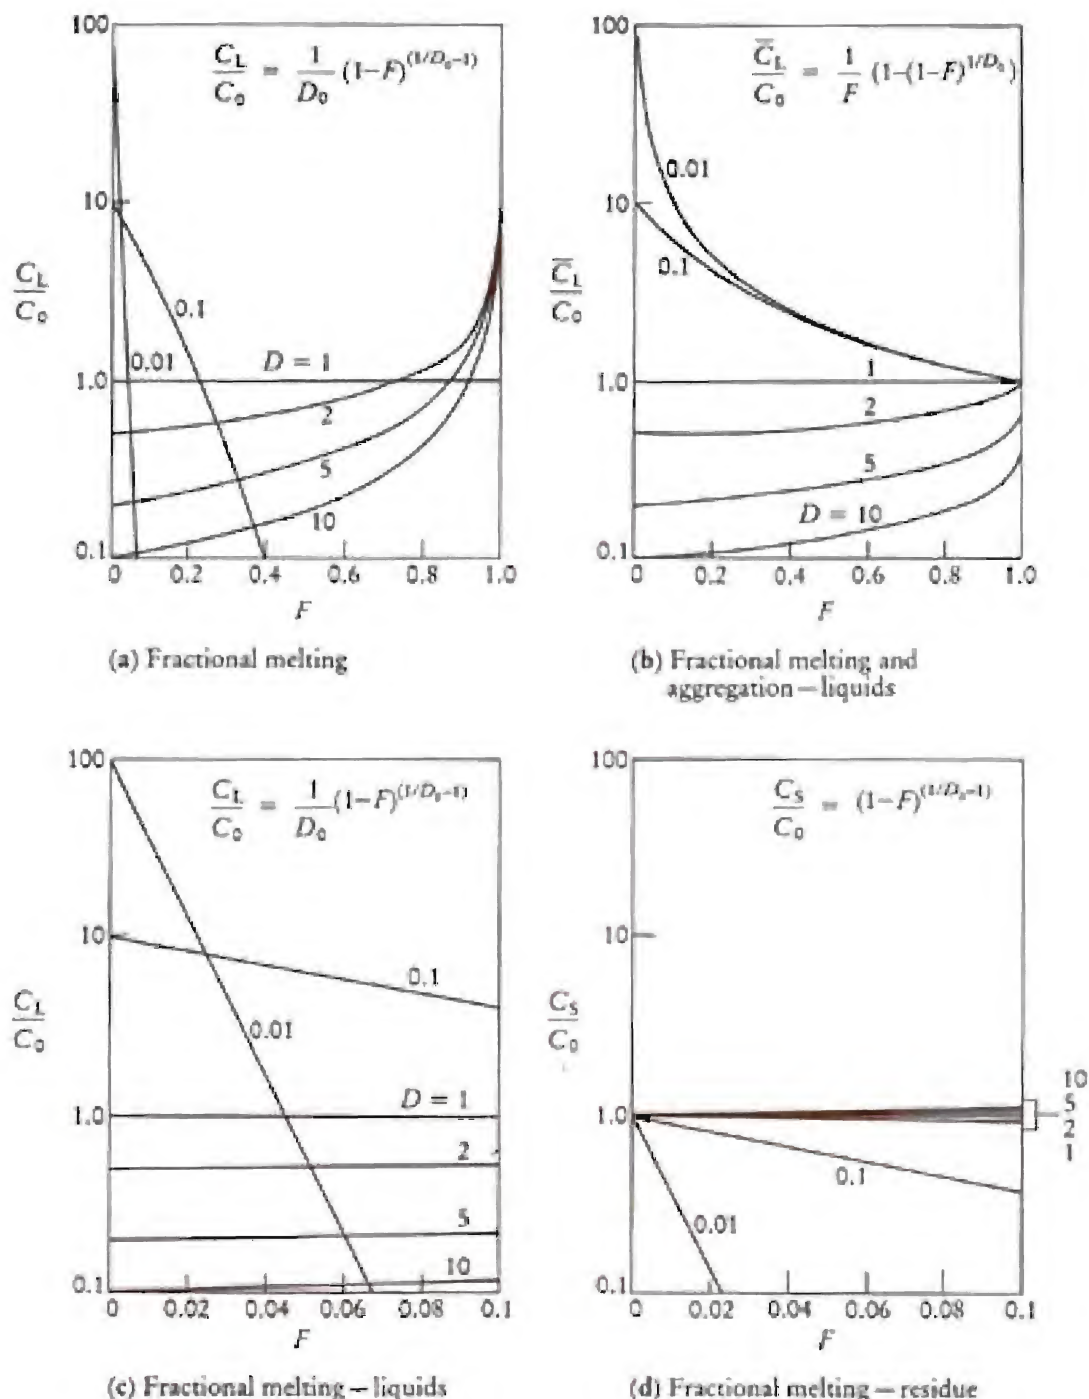 100
10
1.0
0.1
C_L/C_0
C_L/C_0 = 1/D_0 (1−F)^(1/D_0−1)
0.01
0.1
D = 1
2
5
10
0 0.2 0.4 0.6 0.8 1.0
F
(a) Fractional melting
100
10
1.0
0.1
C̅_L/C_0
C̅_L/C_0 = 1/F (1−(1−F)^1/D_0)
0.01
0.1
1
2
5
D = 10
0 0.2 0.4 0.6 0.8 1.0
F
(b) Fractional melting and
aggregation—liquids
100
10
1.0
0.1
C_L/C_0
C_L/C_0 = 1/D_0 (1−F)^(1/D_0−1)
0.1
0.01
D = 1
2
5
10
0 0.02 0.04 0.06 0.08 0.1
F
(c) Fractional melting—liquids
100
10
1.0
0.1
C_S/C_0
C_S/C_0 = (1−F)^(1/D_0−1)
10
5
2
1
0.1
0.01
0 0.02 0.04 0.06 0.08 0.1
F
(d) Fractional melting—residue